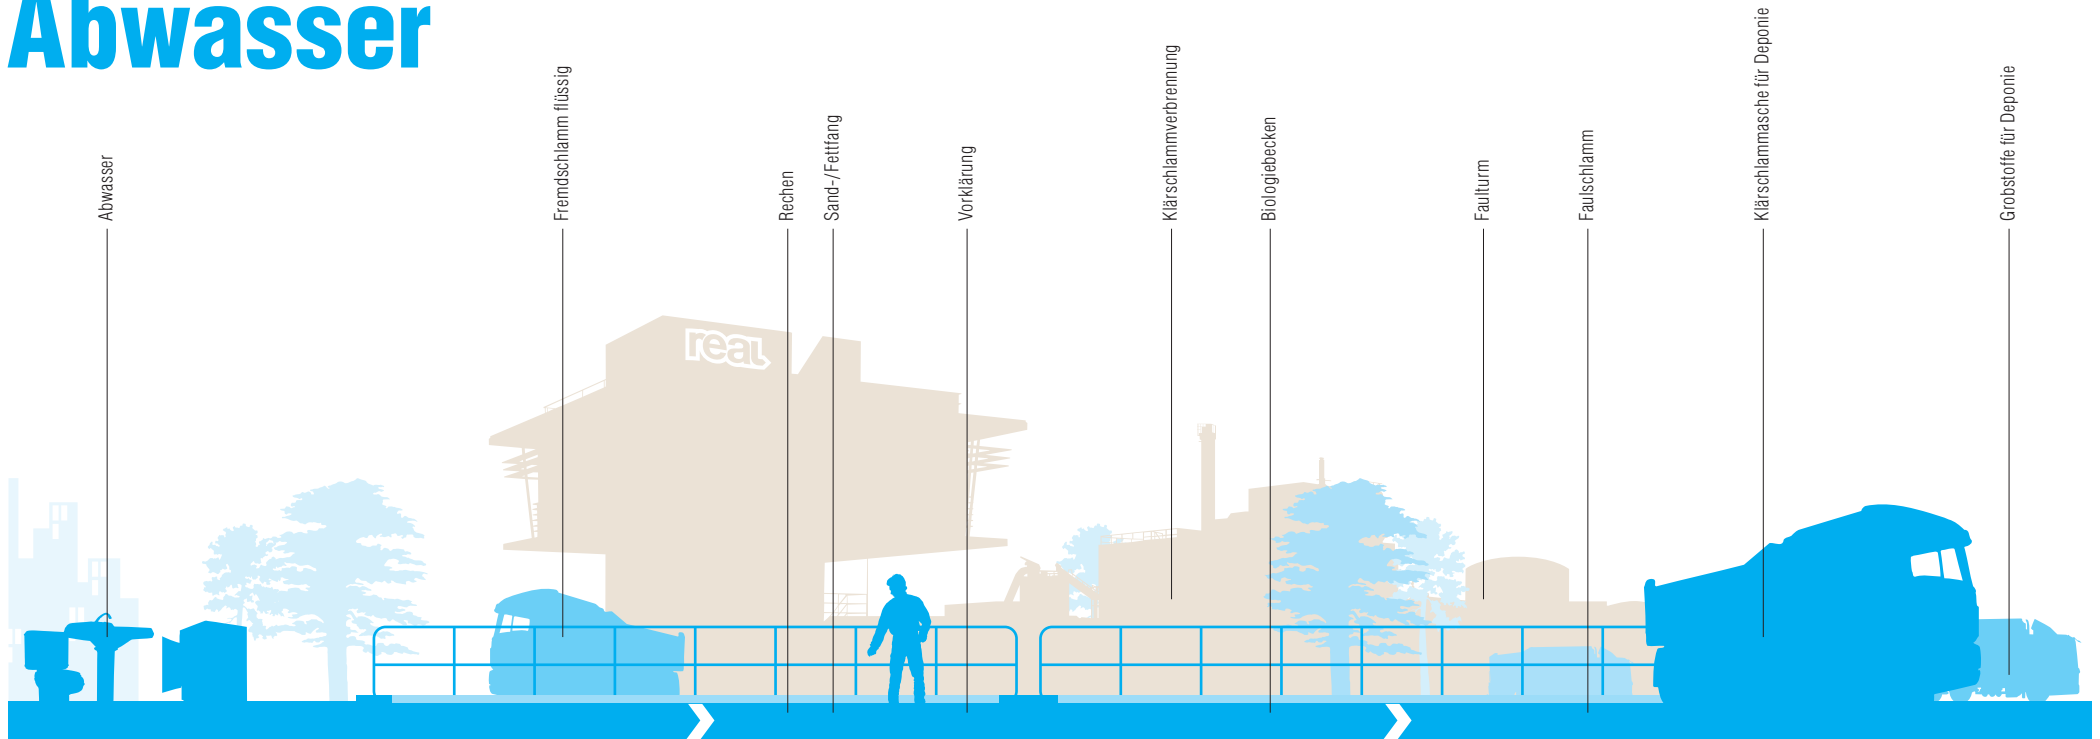 Abwasser
Abwasser
Fremdschlamm flüssig
Rechen
Sand-/Fettfang
Vorklärung
Klärschlammverbrennung
Biologiebecken
Faulturm
Faulschlamm
Klärschlammasche für Deponie
Grobstoffe für Deponie
real